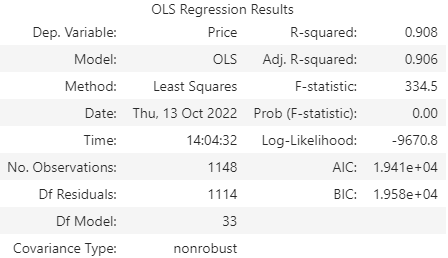 OLS Regression Results
Dep. Variable: Price R-squared: 0.908
Model: OLS Adj. R-squared: 0.906
Method: Least Squares F-statistic: 334.5
Date: Thu, 13 Oct 2022 Prob (F-statistic): 0.00
Time: 14:04:32 Log-Likelihood: -9670.8
No. Observations: 1148 AIC: 1.941e+04
Df Residuals: 1114 BIC: 1.958e+04
Df Model: 33
Covariance Type: nonrobust